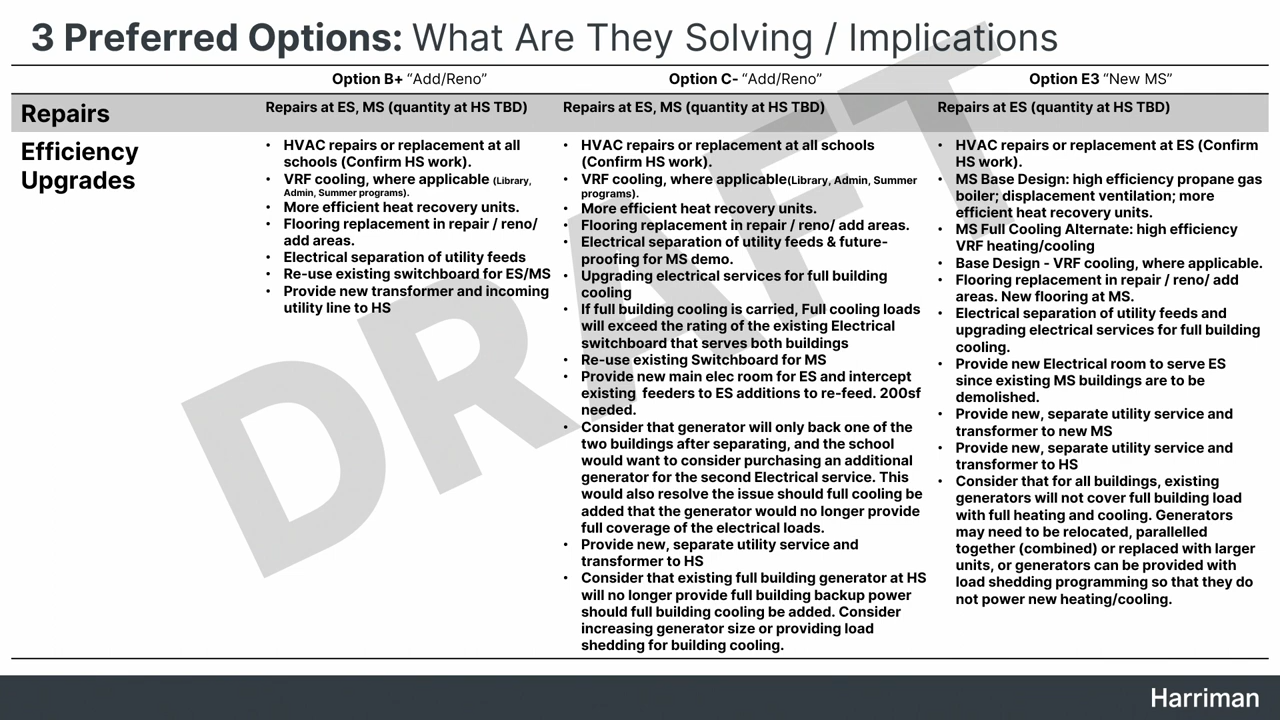 3 Preferred Options: What Are They Solving / Implications
Option B+ “Add/Reno”
Option C- “Add/Reno”
Option E3 “New MS”
Repairs
Repairs at ES, MS (quantity at HS TBD)
Repairs at ES, MS (quantity at HS TBD)
Repairs at ES (quantity at HS TBD)
Efficiency
Upgrades
• HVAC repairs or replacement at all
schools (Confirm HS work).
• VRF cooling, where applicable (Library,
Admin, Summer programs).
• More efficient heat recovery units.
• Flooring replacement in repair / reno/
add areas.
• Electrical separation of utility feeds
• Re-use existing switchboard for ES/MS
• Provide new transformer and incoming
utility line to HS
• HVAC repairs or replacement at all schools
(Confirm HS work).
• VRF cooling, where applicable(Library, Admin, Summer
programs).
• More efficient heat recovery units.
• Flooring replacement in repair / reno/ add areas.
• Electrical separation of utility feeds & future-
proofing for MS demo.
• Upgrading electrical services for full building
cooling
• If full building cooling is carried, Full cooling loads
will exceed the rating of the existing Electrical
switchboard that serves both buildings
• Re-use existing Switchboard for MS
• Provide new main elec room for ES and intercept
existing feeders to ES additions to re-feed. 200sf
needed.
• Consider that generator will only back one of the
two buildings after separating, and the school
would want to consider purchasing an additional
generator for the second Electrical service. This
would also resolve the issue should full cooling be
added that the generator would no longer provide
full coverage of the electrical loads.
• Provide new, separate utility service and
transformer to HS
• Consider that existing full building generator at HS
will no longer provide full building backup power
should full building cooling be added. Consider
increasing generator size or providing load
shedding for building cooling.
• HVAC repairs or replacement at ES (Confirm
HS work).
• MS Base Design: high efficiency propane gas
boiler; displacement ventilation; more
efficient heat recovery units.
• MS Full Cooling Alternate: high efficiency
VRF heating/cooling
• Base Design - VRF cooling, where applicable.
• Flooring replacement in repair / reno/ add
areas. New flooring at MS.
• Electrical separation of utility feeds and
upgrading electrical services for full building
cooling.
• Provide new Electrical room to serve ES
since existing MS buildings are to be
demolished.
• Provide new, separate utility service and
transformer to new MS
• Provide new, separate utility service and
transformer to HS
• Consider that for all buildings, existing
generators will not cover full building load
with full heating and cooling. Generators
may need to be relocated, parallelled
together (combined) or replaced with larger
units, or generators can be provided with
load shedding programming so that they do
not power new heating/cooling.
DRAFT
Harriman